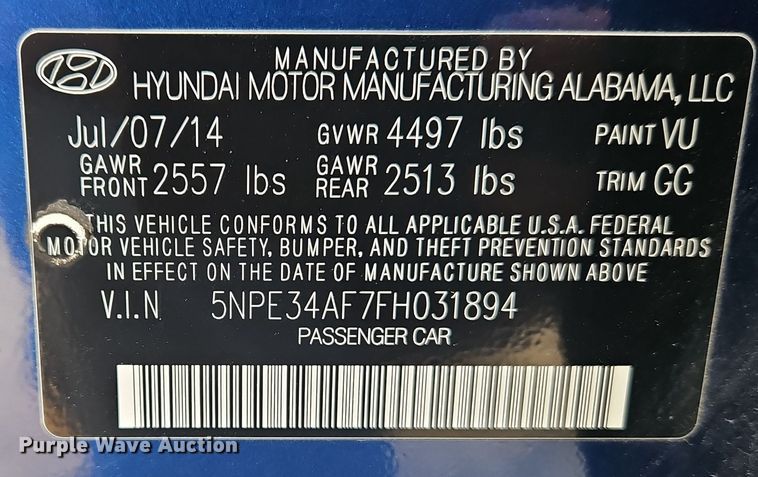 MANUFACTURED BY
HYUNDAI MOTOR MANUFACTURING ALABAMA, LLC
Jul/07/14 GVWR 4497 lbs PAINT VU
GAWR FRONT 2557 lbs GAWR REAR 2513 lbs TRIM GG
THIS VEHICLE CONFORMS TO ALL APPLICABLE U.S.A. FEDERAL
MOTOR VEHICLE SAFETY, BUMPER, AND THEFT PREVENTION STANDARDS
IN EFFECT ON THE DATE OF MANUFACTURE SHOWN ABOVE
V.I.N 5NPE34AF7FH031894
PASSENGER CAR
Purple Wave Auction